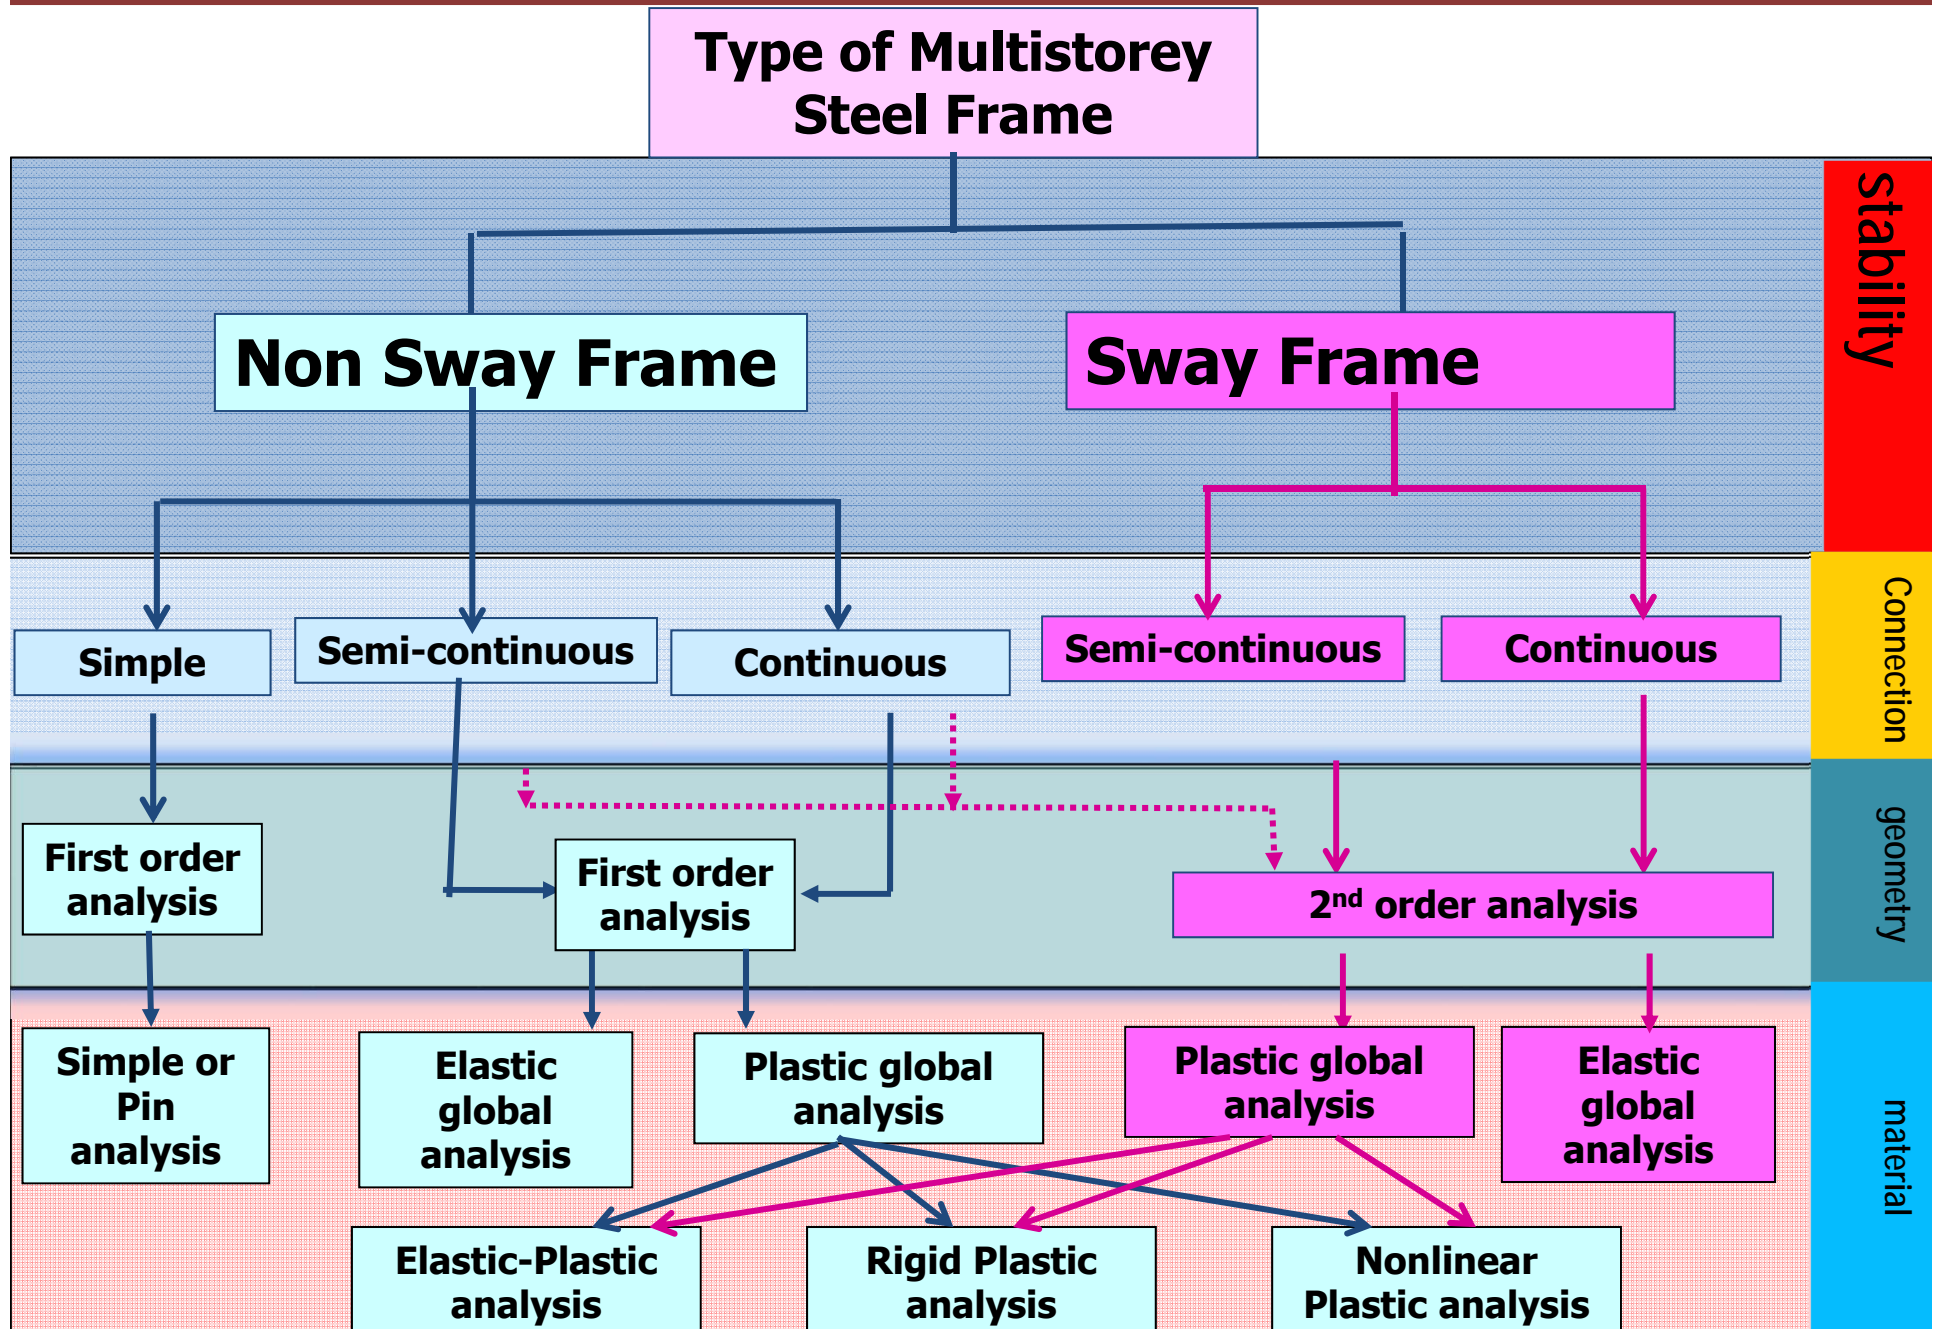 Type of Multistorey
Steel Frame
stability
Non Sway Frame
Sway Frame
Connection
Simple
Semi-continuous
Continuous
Semi-continuous
Continuous
geometry
First order
analysis
First order
analysis
2nd order analysis
material
Simple or
Pin
analysis
Elastic
global
analysis
Plastic global
analysis
Plastic global
analysis
Elastic
global
analysis
Elastic-Plastic
analysis
Rigid Plastic
analysis
Nonlinear
Plastic analysis